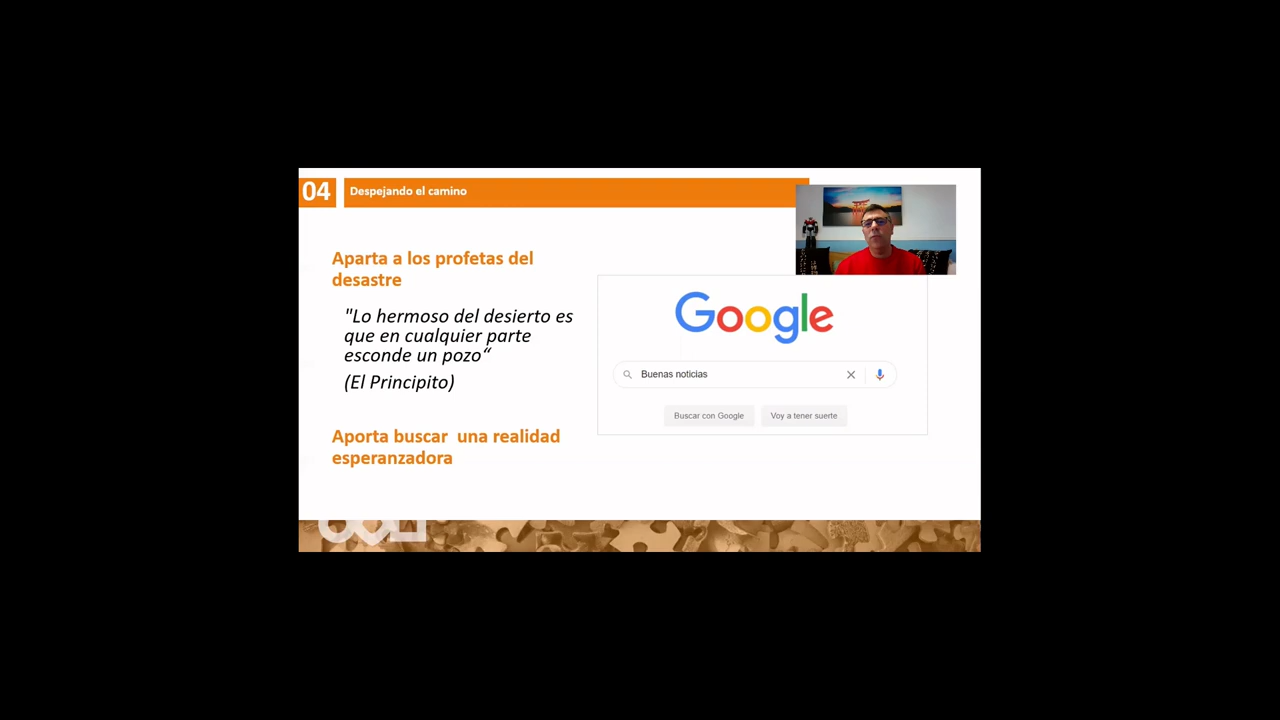 04
Despejando el camino
Aparta a los profetas del
desastre
"Lo hermoso del desierto es
que en cualquier parte
esconde un pozo“
(El Principito)
Aporta buscar  una realidad
esperanzadora
Google
Buenas noticias
Buscar con Google
Voy a tener suerte